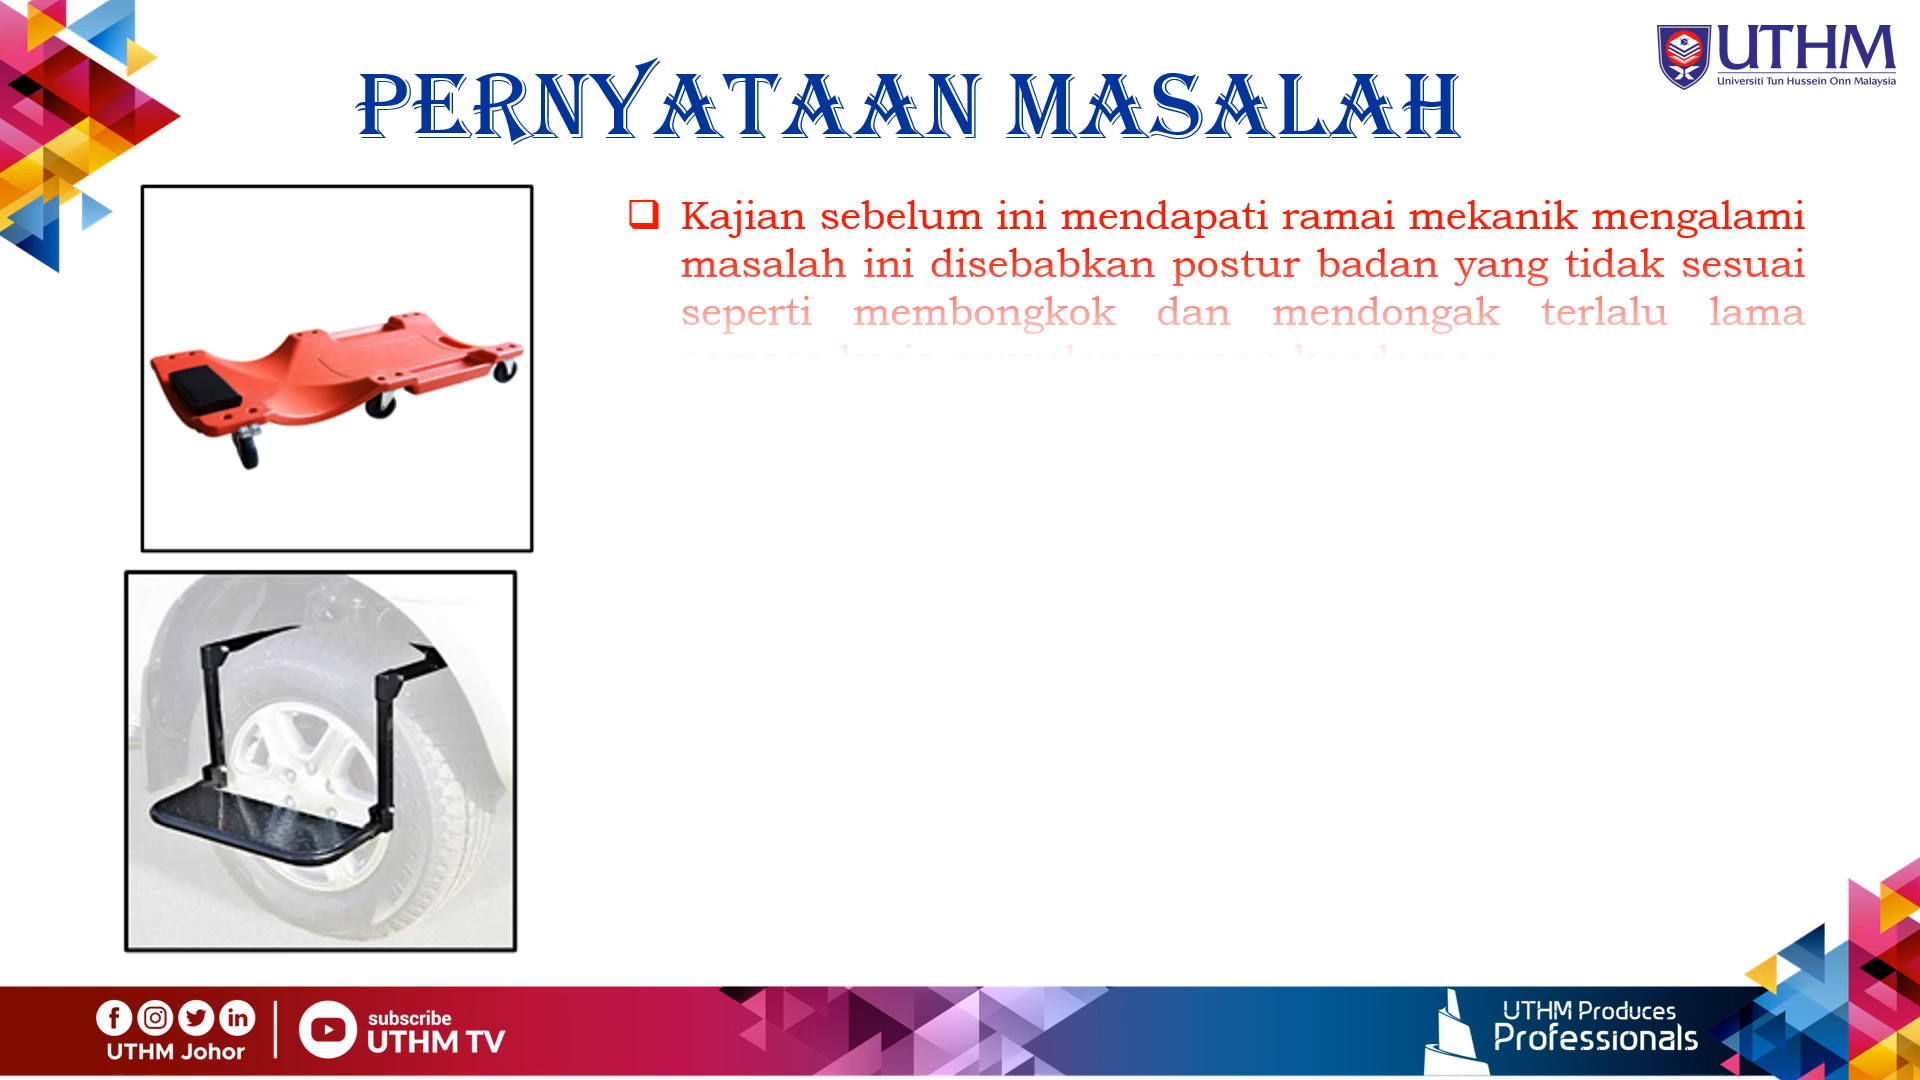 UTHM
Universiti Tun Hussein Onn Malaysia
PERNYATAAN MASALAH
Kajian sebelum ini mendapati ramai mekanik mengalami
masalah ini disebabkan postur badan yang tidak sesuai
seperti membongkok dan mendongak terlalu lama
UTHM Johor
subscribe
UTHM TV
UTHM Produces
Professionals